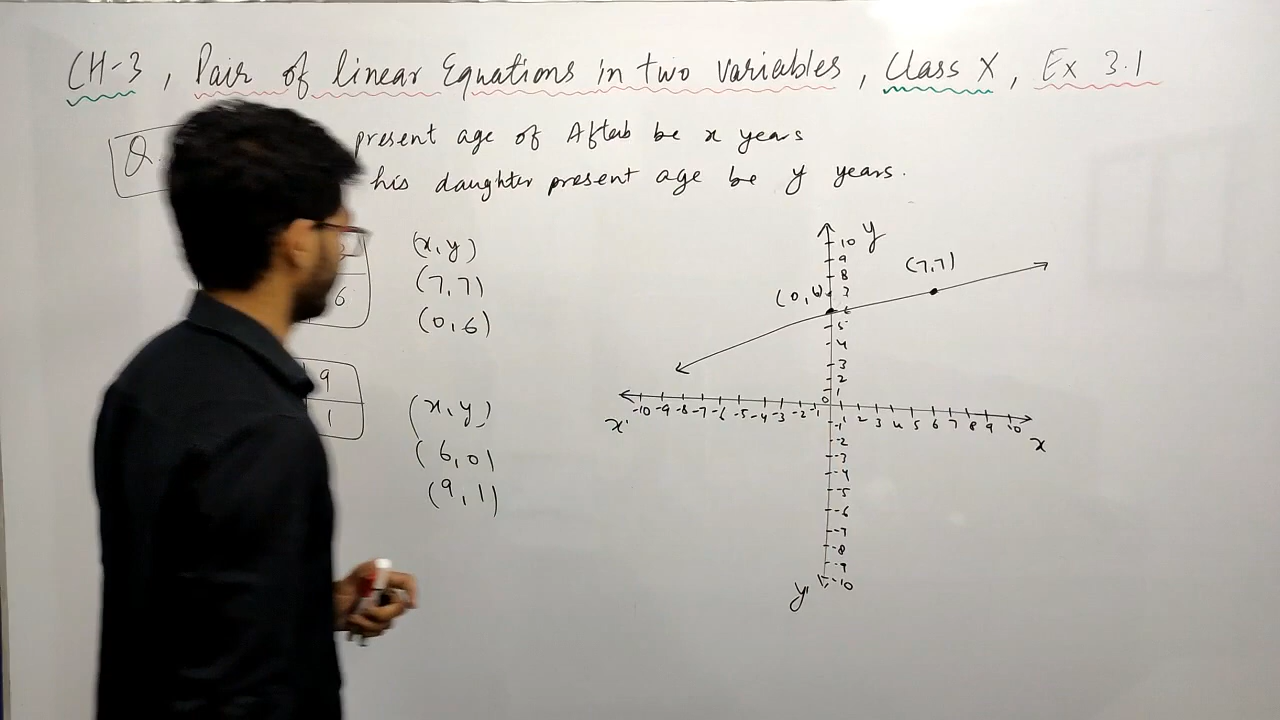 CH-3, Pair of linear Equations in two variables, Class X, Ex 3.1
Q. present age of Aftab be x years
his daughter present age be y years.
6
(x, y)
(7, 7)
(0, 6)
9
1
(x, y)
(6, 0)
(9, 1)
y
10
9
8
7
6
5
4
3
2
1
0
(0, 6)
(7, 7)
-10 -9 -8 -7 -6 -5 -4 -3 -2 -1
1 2 3 4 5 6 7 8 9 10
x'
x
-1
-2
-3
-4
-5
-6
-7
-8
-9
-10
y'